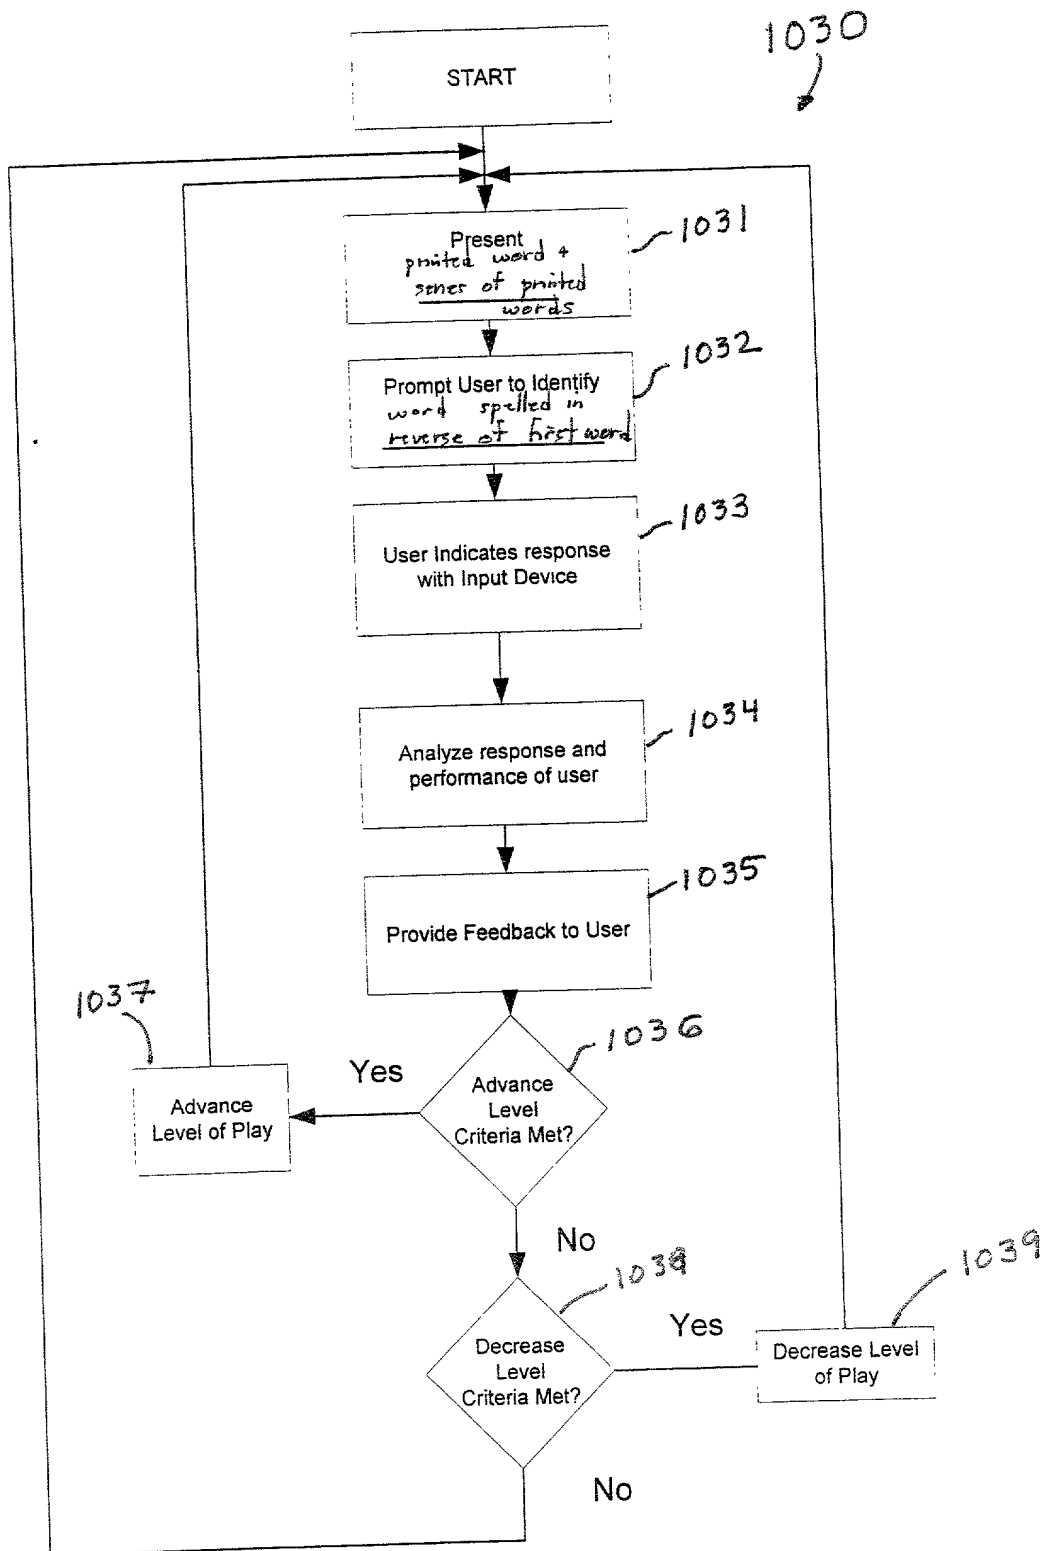 1030
START
1031
Present
printed word +
series of printed
words
1032
Prompt User to Identify
word spelled in
reverse of first word
1033
User Indicates response
with Input Device
1034
Analyze response and
performance of user
1035
Provide Feedback to User
1037
1036
Yes
Advance
Level of Play
Advance
Level
Criteria Met?
No
1038
1039
Yes
Decrease
Level
Criteria Met?
Decrease Level
of Play
No